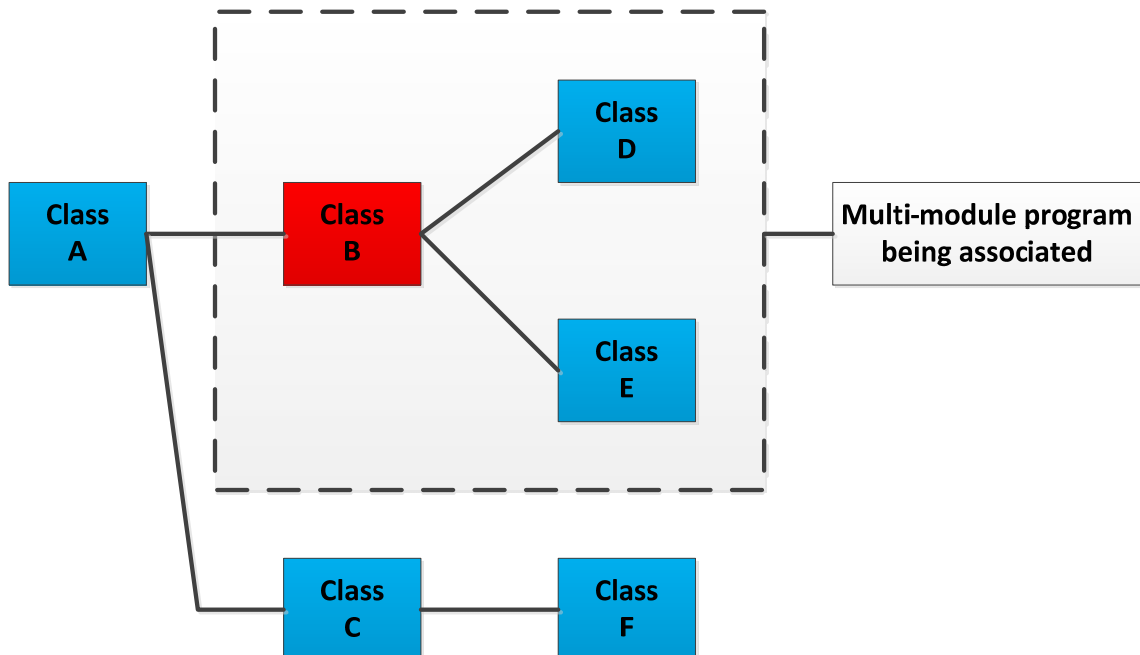 Class
D
Class
A
Class
B
Multi-module program
being associated
Class
E
Class
C
Class
F